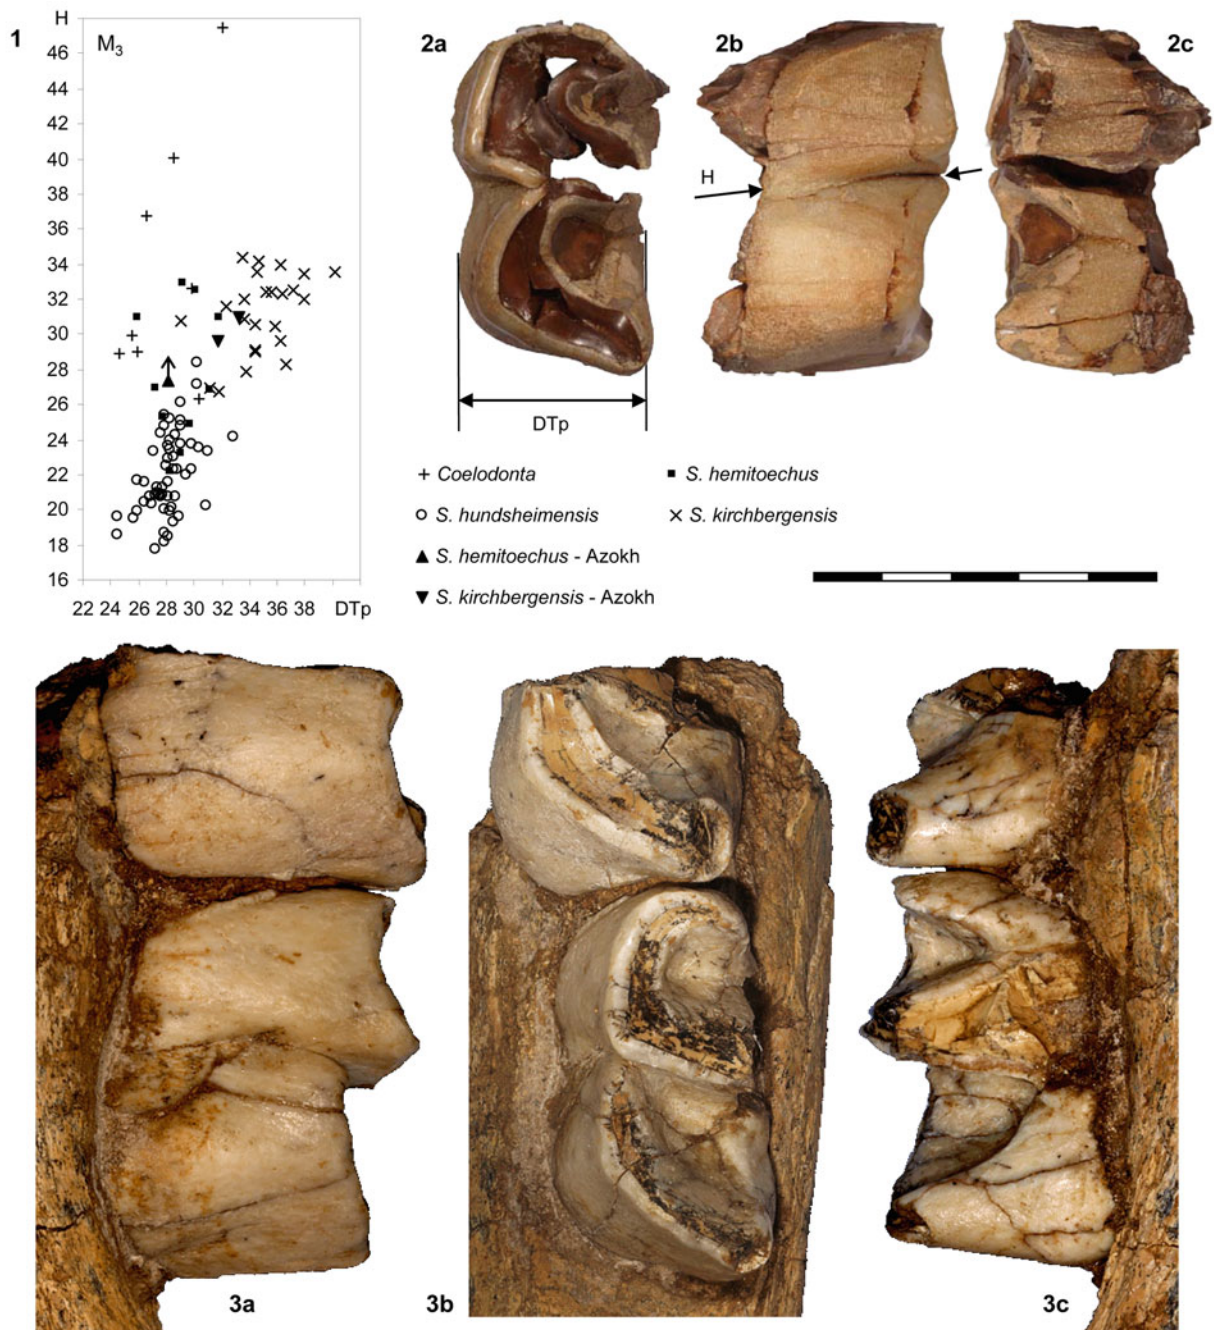 1
H
M3
46
44
42
40
38
36
34
32
30
28
26
24
22
20
18
16
22 24 26 28 30 32 34 36 38 DTp
2a
2b
2c
H
DTp
+ Coelodonta
■ S. hemitoechus
○ S. hundsheimensis
× S. kirchbergensis
▲ S. hemitoechus - Azokh
▼ S. kirchbergensis - Azokh
3a
3b
3c